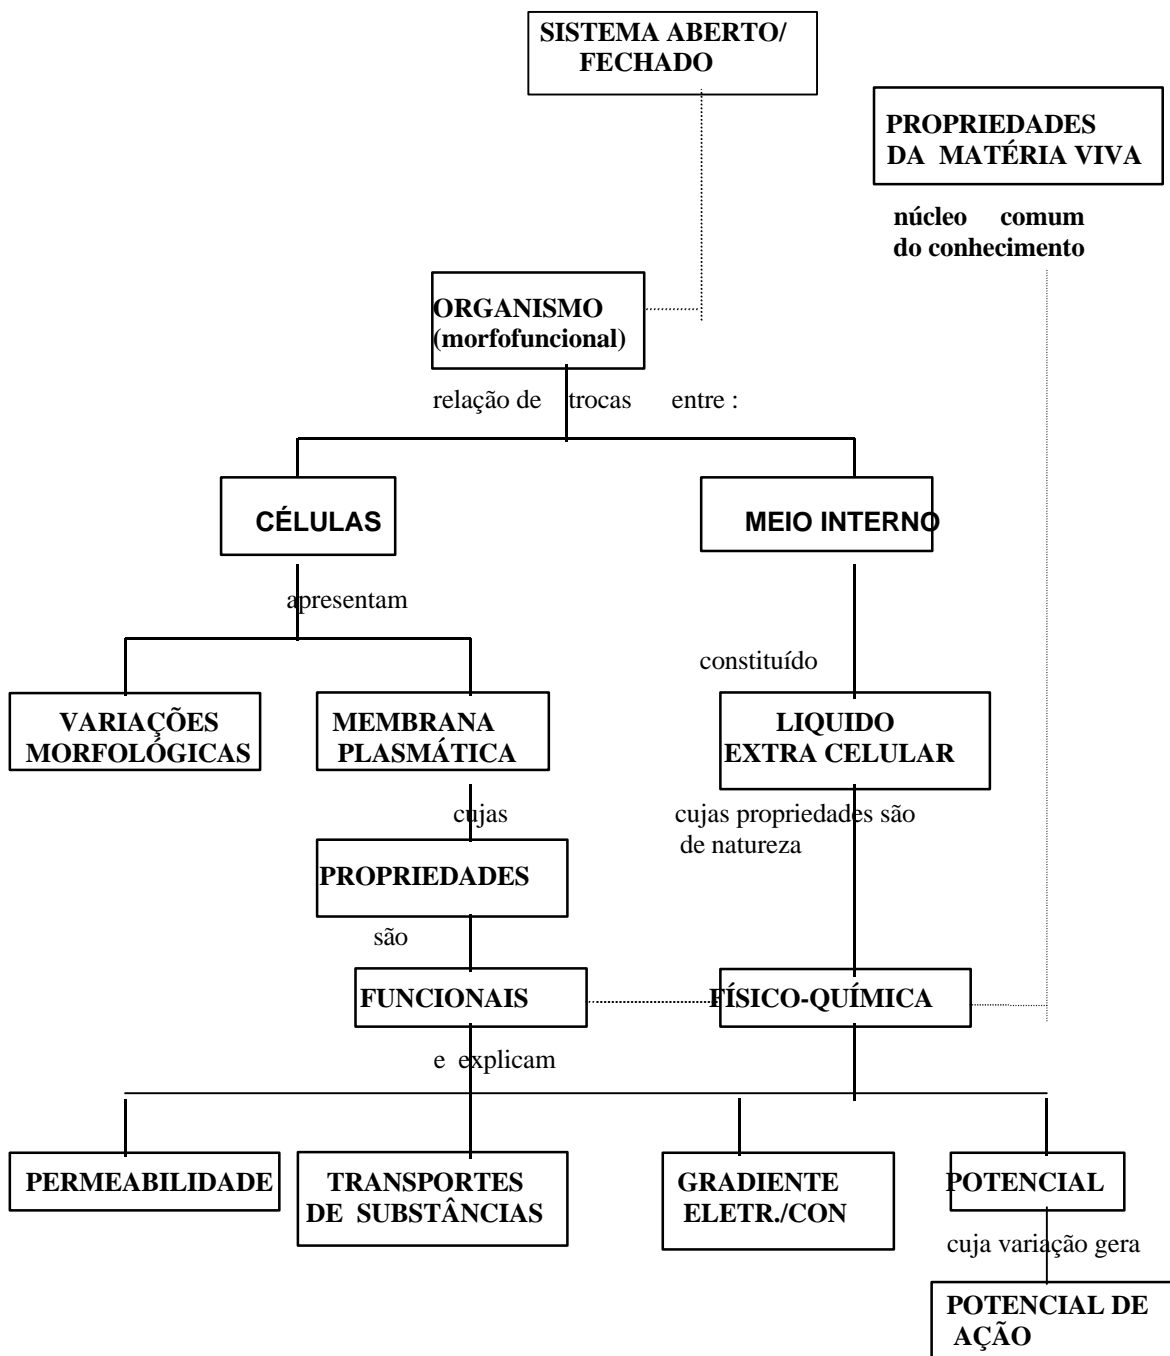 SISTEMA ABERTO/
FECHADO
PROPRIEDADES
DA MATÉRIA VIVA
núcleo comum
do conhecimento
ORGANISMO
(morfofuncional)
relação de trocas entre :
CÉLULAS
MEIO INTERNO
apresentam
constituído
VARIAÇÕES
MORFOLÓGICAS
MEMBRANA
PLASMÁTICA
LIQUIDO
EXTRA CELULAR
cujas
cujas propriedades são
de natureza
PROPRIEDADES
são
FUNCIONAIS
FÍSICO-QUÍMICA
e explicam
PERMEABILIDADE
TRANSPORTES
DE SUBSTÂNCIAS
GRADIENTE
ELETR./CON
POTENCIAL
cuja variação gera
POTENCIAL DE
AÇÃO